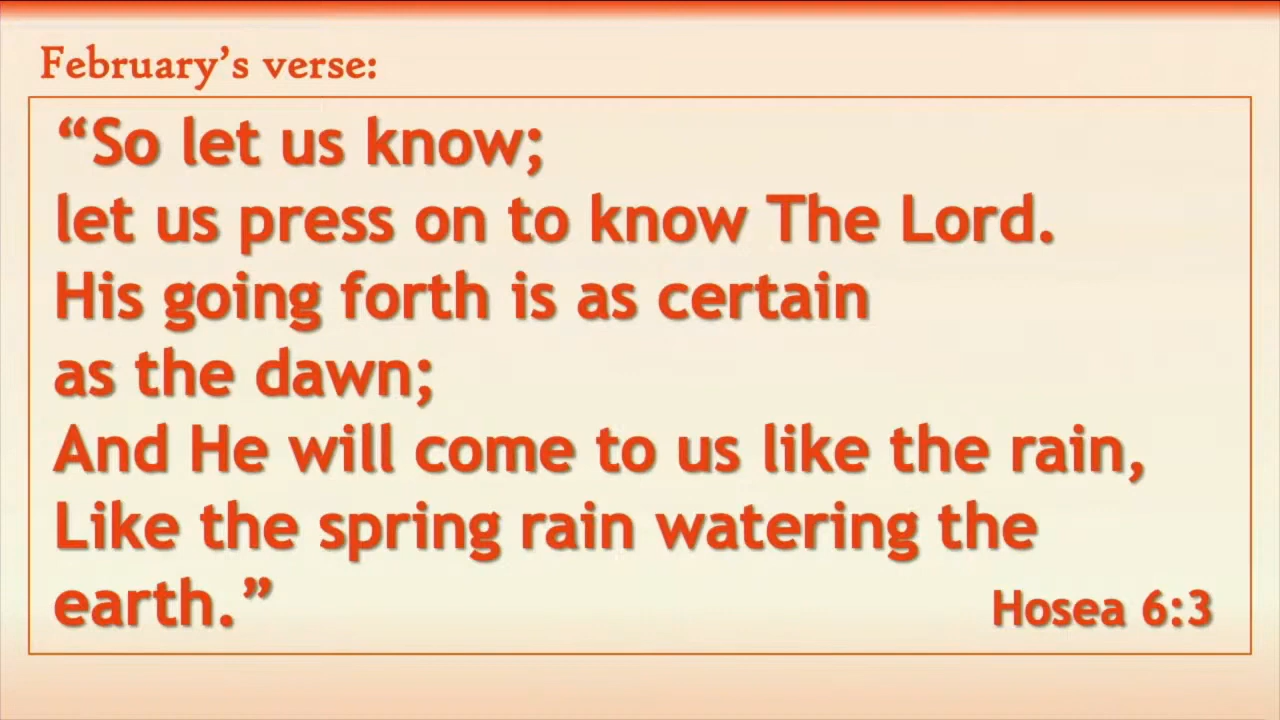 February’s verse:
“So let us know;
let us press on to know The Lord.
His going forth is as certain
as the dawn;
And He will come to us like the rain,
Like the spring rain watering the
earth.”
Hosea 6:3